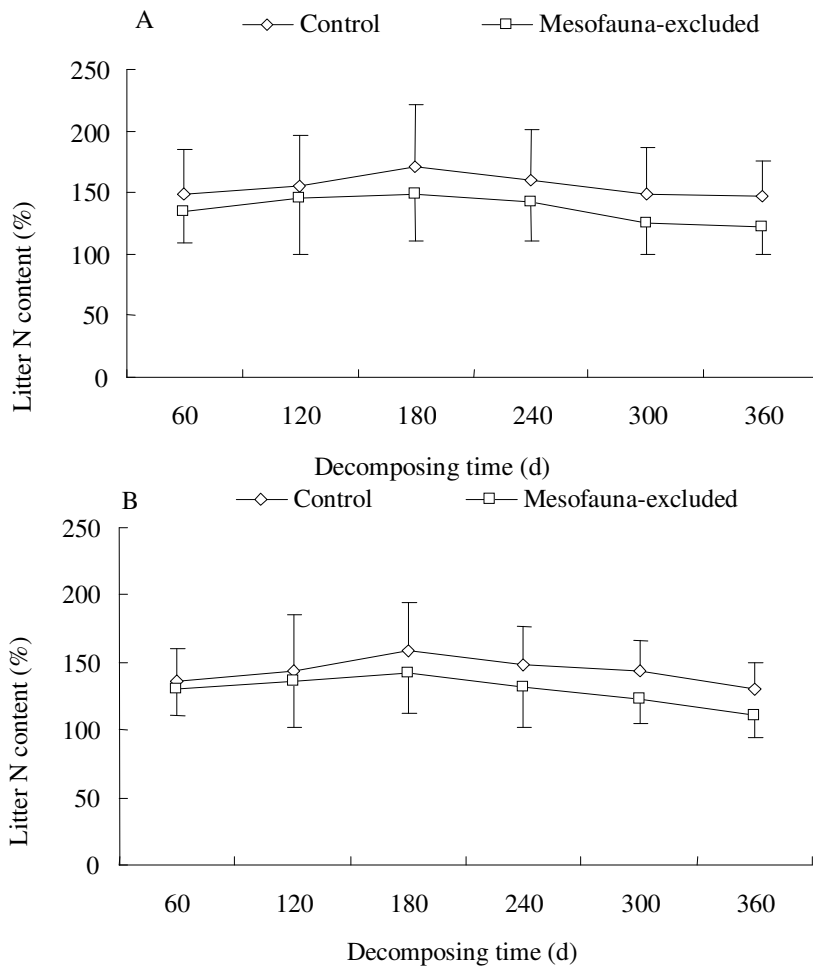 A
Control Mesofauna-excluded
250
200
150
100
50
0
Litter N content (%)
60 120 180 240 300 360
Decomposing time (d)
B
Control Mesofauna-excluded
250
200
150
100
50
0
Litter N content (%)
60 120 180 240 300 360
Decomposing time (d)